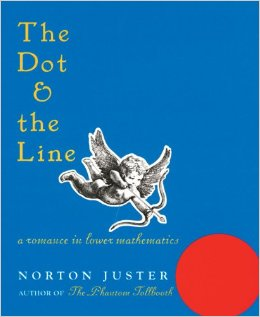 The
Dot
&
the
Line
a romance in lower mathematics
NORTON JUSTER
AUTHOR OF The Phantom Tollbooth